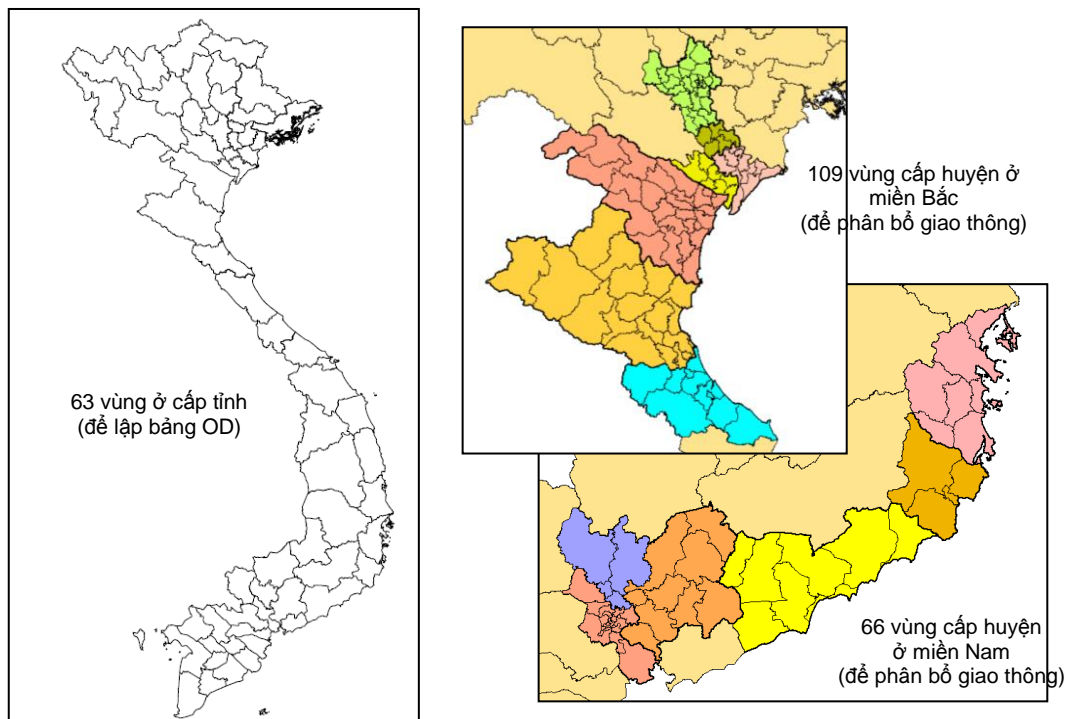 63 vùng ở cấp tỉnh
(để lập bảng OD)
109 vùng cấp huyện ở
miền Bắc
(để phân bổ giao thông)
66 vùng cấp huyện
ở miền Nam
(để phân bổ giao thông)